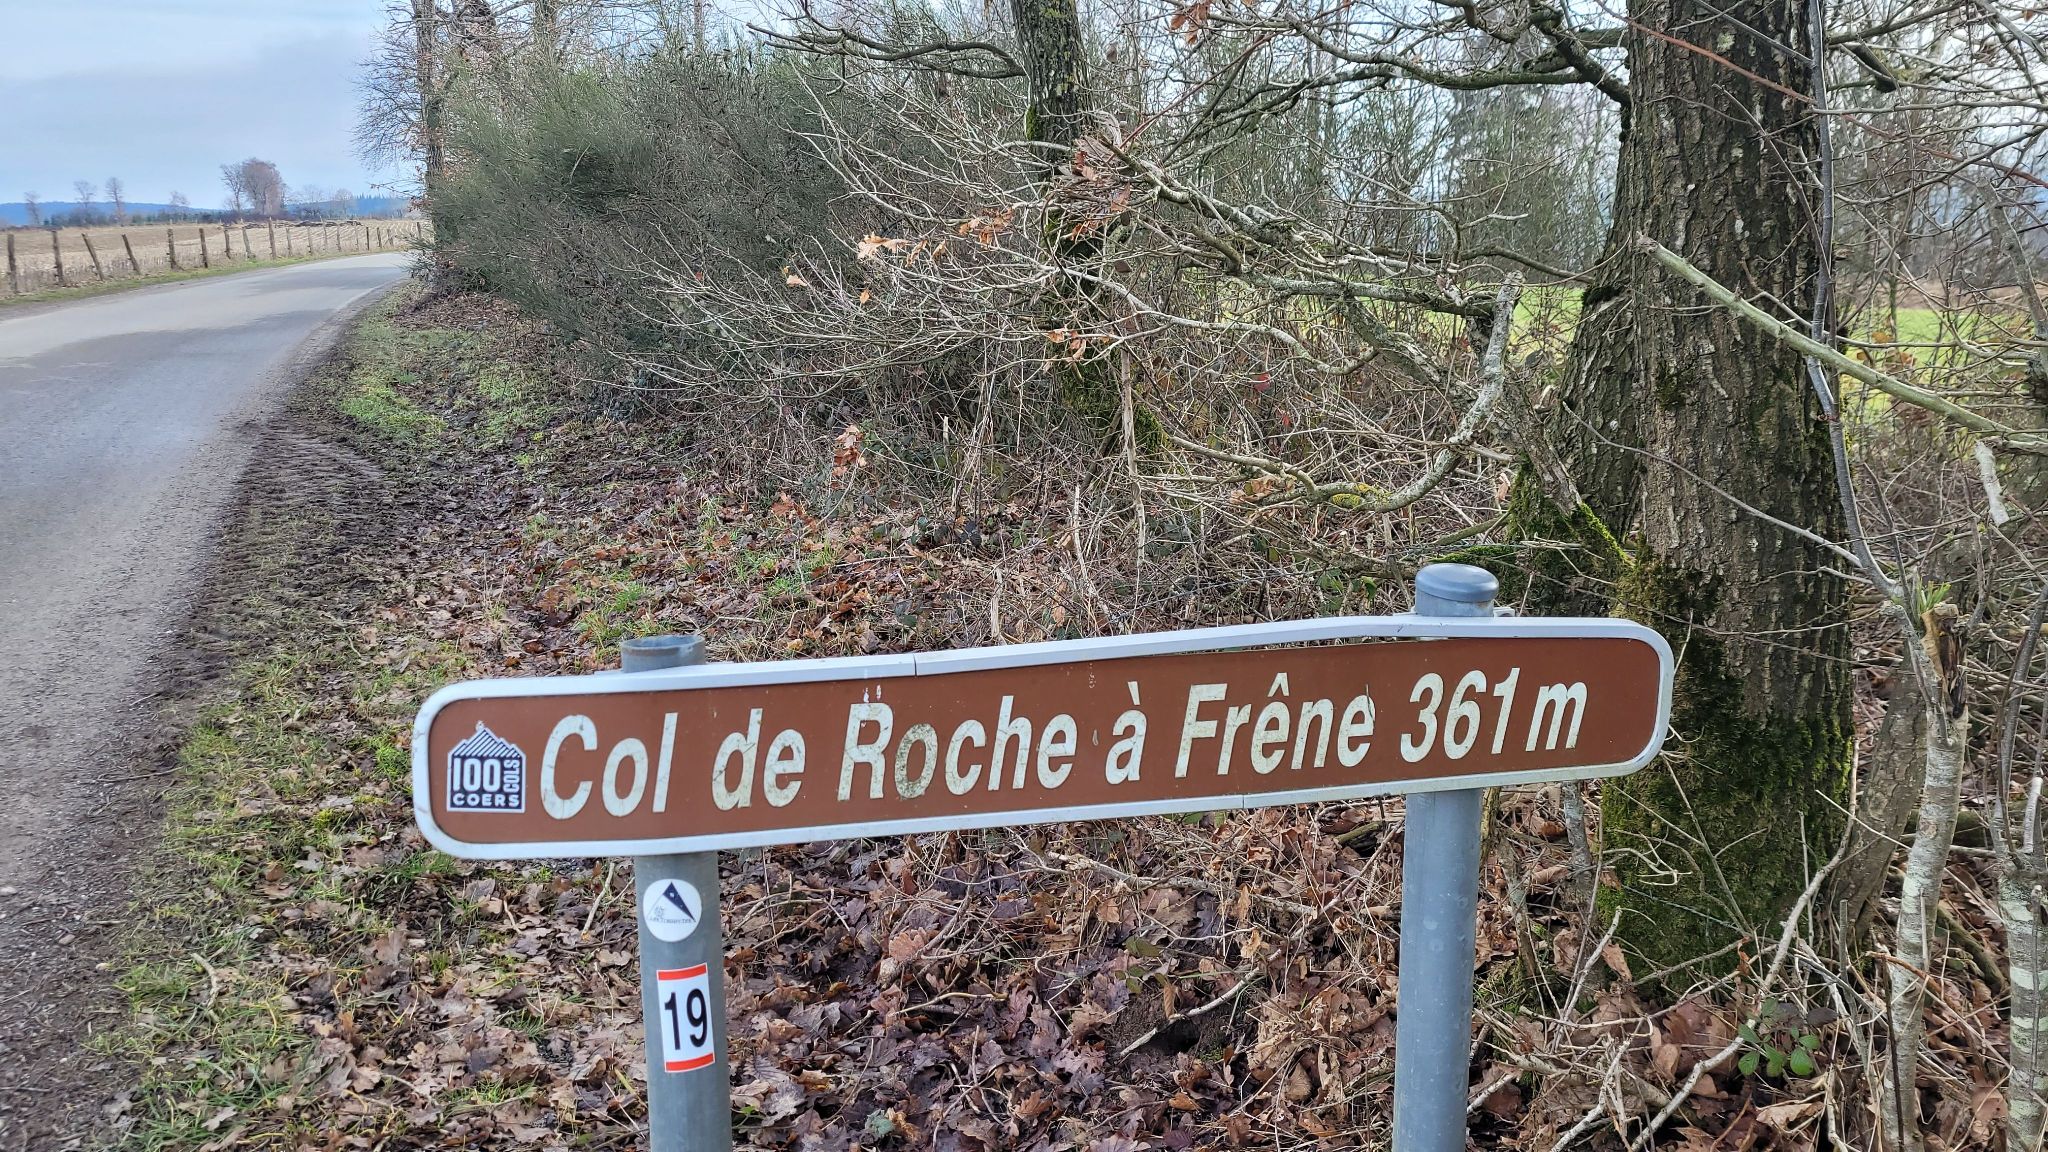 100 COLS
COERS
Col de Roche à Frêne 361m
19